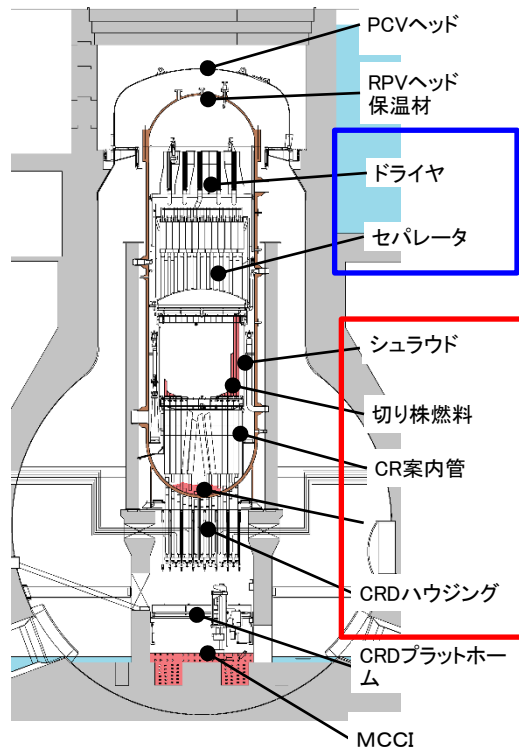 PCVヘッド
RPVヘッド
保温材
ドライヤ
セパレータ
シュラウド
切り株燃料
CR案内管
CRDハウジング
CRDプラットホー
ム
MCCI